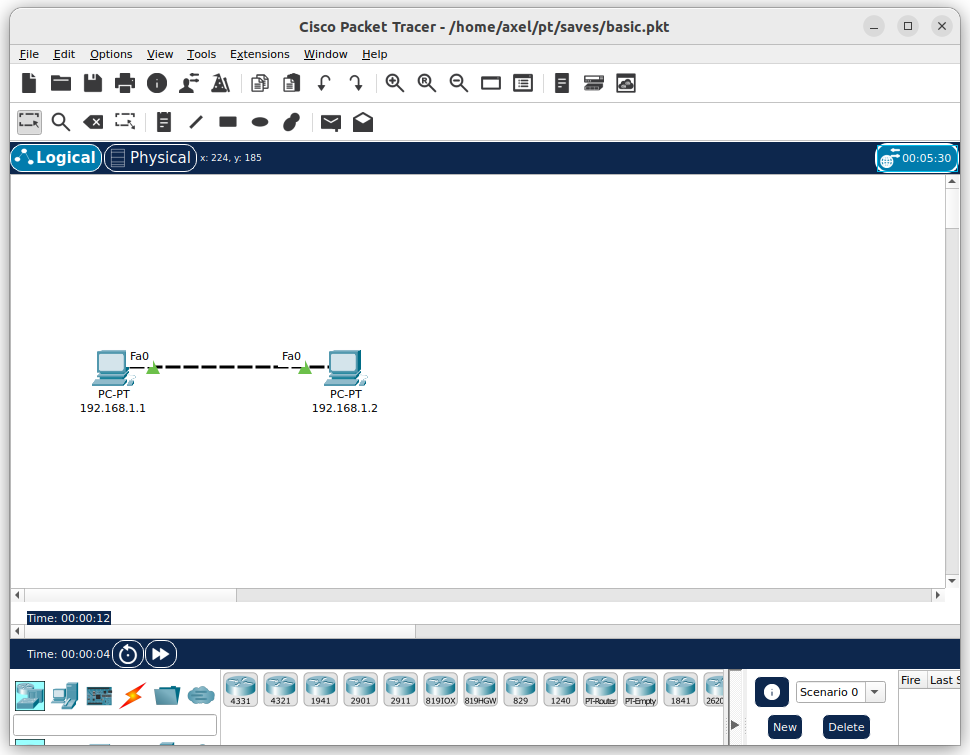 Cisco Packet Tracer - /home/axel/pt/saves/basic.pkt
File Edit Options View Tools Extensions Window Help
Logical Physical x: 224, y: 185 00:05:30
Fa0 Fa0
PC-PT PC-PT
192.168.1.1 192.168.1.2
Time: 00:00:12
Time: 00:00:04
4331 4321 1941 2901 2911 819IOX 819HGW 829 1240 PT-Router PT-Empty 1841 2620
Scenario 0
Fire Last S
New Delete